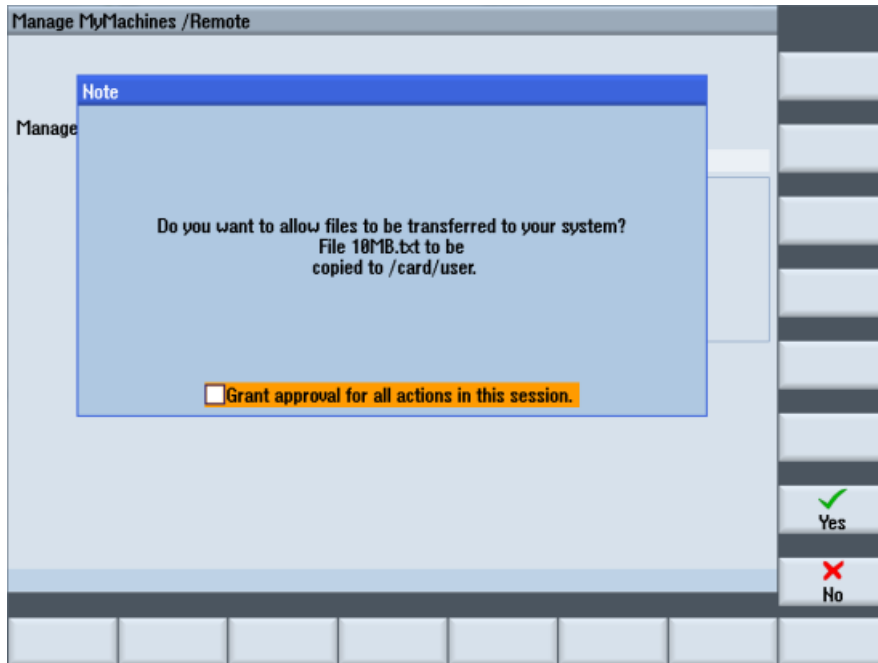 Manage MyMachines /Remote
Note
Manage
Do you want to allow files to be transferred to your system?
File 10MB.txt to be
copied to /card/user.
Grant approval for all actions in this session.
Yes
No